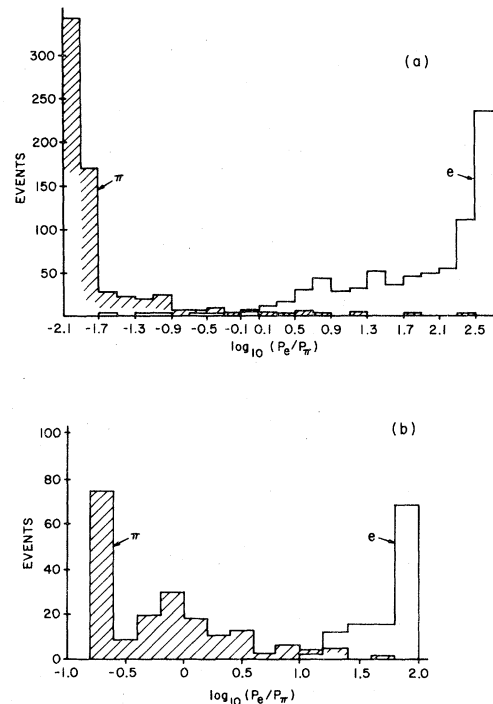 (a)
350
300
250
200
150
100
50
EVENTS
π
e
-2.1 -1.7 -1.3 -0.9 -0.5 -0.1 0.1 0.5 0.9 1.3 1.7 2.1 2.5
log10 (Pe/Pπ)
(b)
100
80
60
40
20
0
EVENTS
π
e
-1.0 -0.5 0 0.5 1.0 1.5 2.0
log10 (Pe/Pπ)